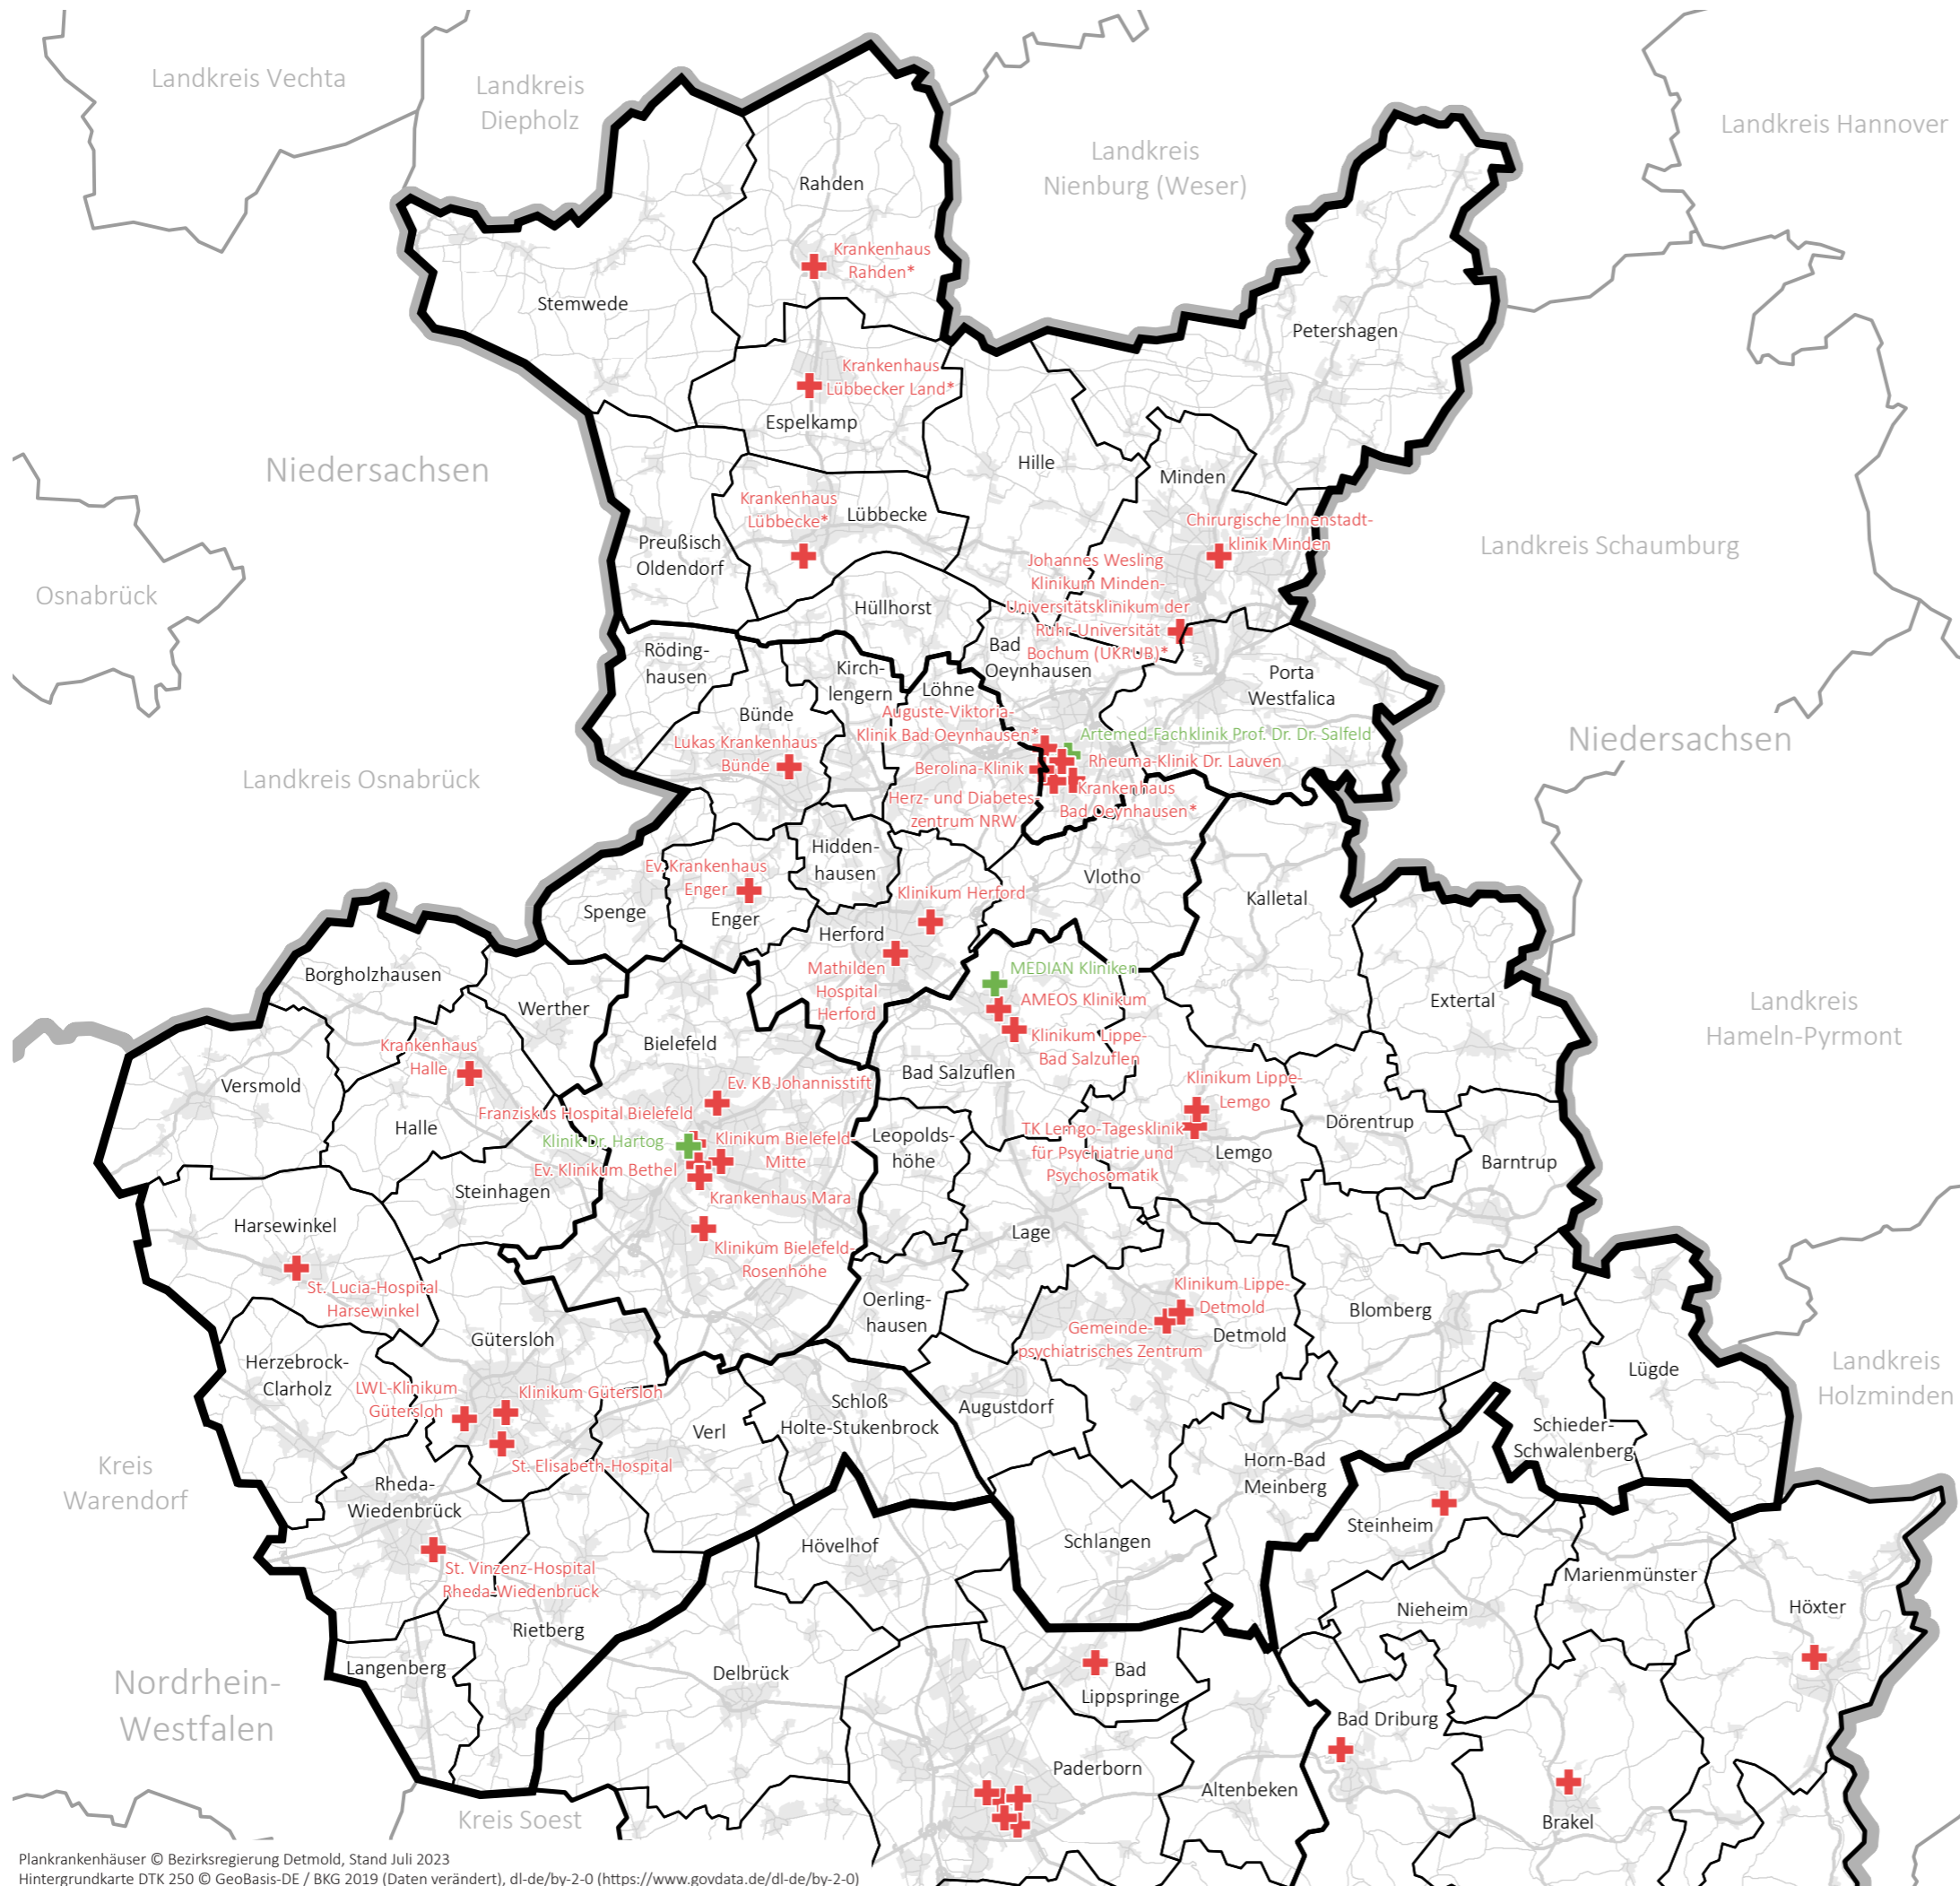 Landkreis Vechta
Landkreis
Diepholz
Landkreis Hannover
Landkreis
Nienburg (Weser)
Rahden
Krankenhaus
Rahden*
Stemwede
Petershagen
Krankenhaus
Lübbecker Land*
Espelkamp
Niedersachsen
Hille
Minden
Krankenhaus
Lübbecke*
Lübbecke
Chirurgische Innenstadt-
klinik Minden
Preußisch
Oldendorf
Landkreis Schaumburg
Osnabrück
Johannes Wesling
Klinikum Minden-
Universitätsklinikum der
Ruhr-Universität
Bochum (UKRUB)*
Hüllhorst
Bad
Oeynhausen
Röding-
hausen
Kirch-
lengern
Löhne
Porta
Westfalica
Bünde
Auguste-Viktoria-
Klinik Bad Oeynhausen*
Artemed-Fachklinik Prof. Dr. Dr. Salfeld
Niedersachsen
Lukas Krankenhaus
Bünde
Berolina-Klinik
Rheuma-Klinik Dr. Lauven
Landkreis Osnabrück
Herz- und Diabetes-
zentrum NRW
Krankenhaus
Bad Oeynhausen*
Hidden-
hausen
Ev. Krankenhaus
Enger
Enger
Spenge
Klinikum Herford
Vlotho
Kalletal
Herford
Mathilden
Hospital
Herford
Borgholzhausen
MEDIAN Kliniken
AMEOS Klinikum
Klinikum Lippe-
Bad Salzuflen
Extertal
Landkreis
Hameln-Pyrmont
Werther
Bielefeld
Krankenhaus
Halle
Versmold
Halle
Bad Salzuflen
Ev. KB Johannisstift
Franziskus Hospital Bielefeld
Klinik Dr. Hartog
Klinikum Bielefeld-
Mitte
Ev. Klinikum Bethel
Krankenhaus Mara
Klinikum Bielefeld-
Rosenhöhe
Klinikum Lippe-
Lemgo
TK Lemgo-Tagesklinik
für Psychiatrie und
Psychosomatik
Lemgo
Dörentrup
Barntrup
Leopolds-
höhe
Steinhagen
Harsewinkel
St. Lucia-Hospital
Harsewinkel
Lage
Oerling-
hausen
Klinikum Lippe-
Detmold
Gemeinde-
psychiatrisches Zentrum
Detmold
Blomberg
Gütersloh
Herzebrock-
Clarholz
LWL-Klinikum
Gütersloh
Klinikum Gütersloh
St. Elisabeth-Hospital
Verl
Schloß
Holte-Stukenbrock
Augustdorf
Lügde
Landkreis
Holzminden
Schieder-
Schwalenberg
Horn-Bad
Meinberg
Kreis
Warendorf
Rheda-
Wiedenbrück
St. Vinzenz-Hospital
Rheda-Wiedenbrück
Steinheim
Hövelhof
Schlangen
Marienmünster
Nieheim
Höxter
Rietberg
Langenberg
Nordrhein-
Westfalen
Delbrück
Bad
Lippspringe
Bad Driburg
Paderborn
Altenbeken
Brakel
Kreis Soest
Plankrankenhäuser © Bezirksregierung Detmold, Stand Juli 2023
Hintergrundkarte DTK 250 © GeoBasis-DE / BKG 2019 (Daten verändert), dl-de/by-2-0 (https://www.govdata.de/dl-de/by-2-0)